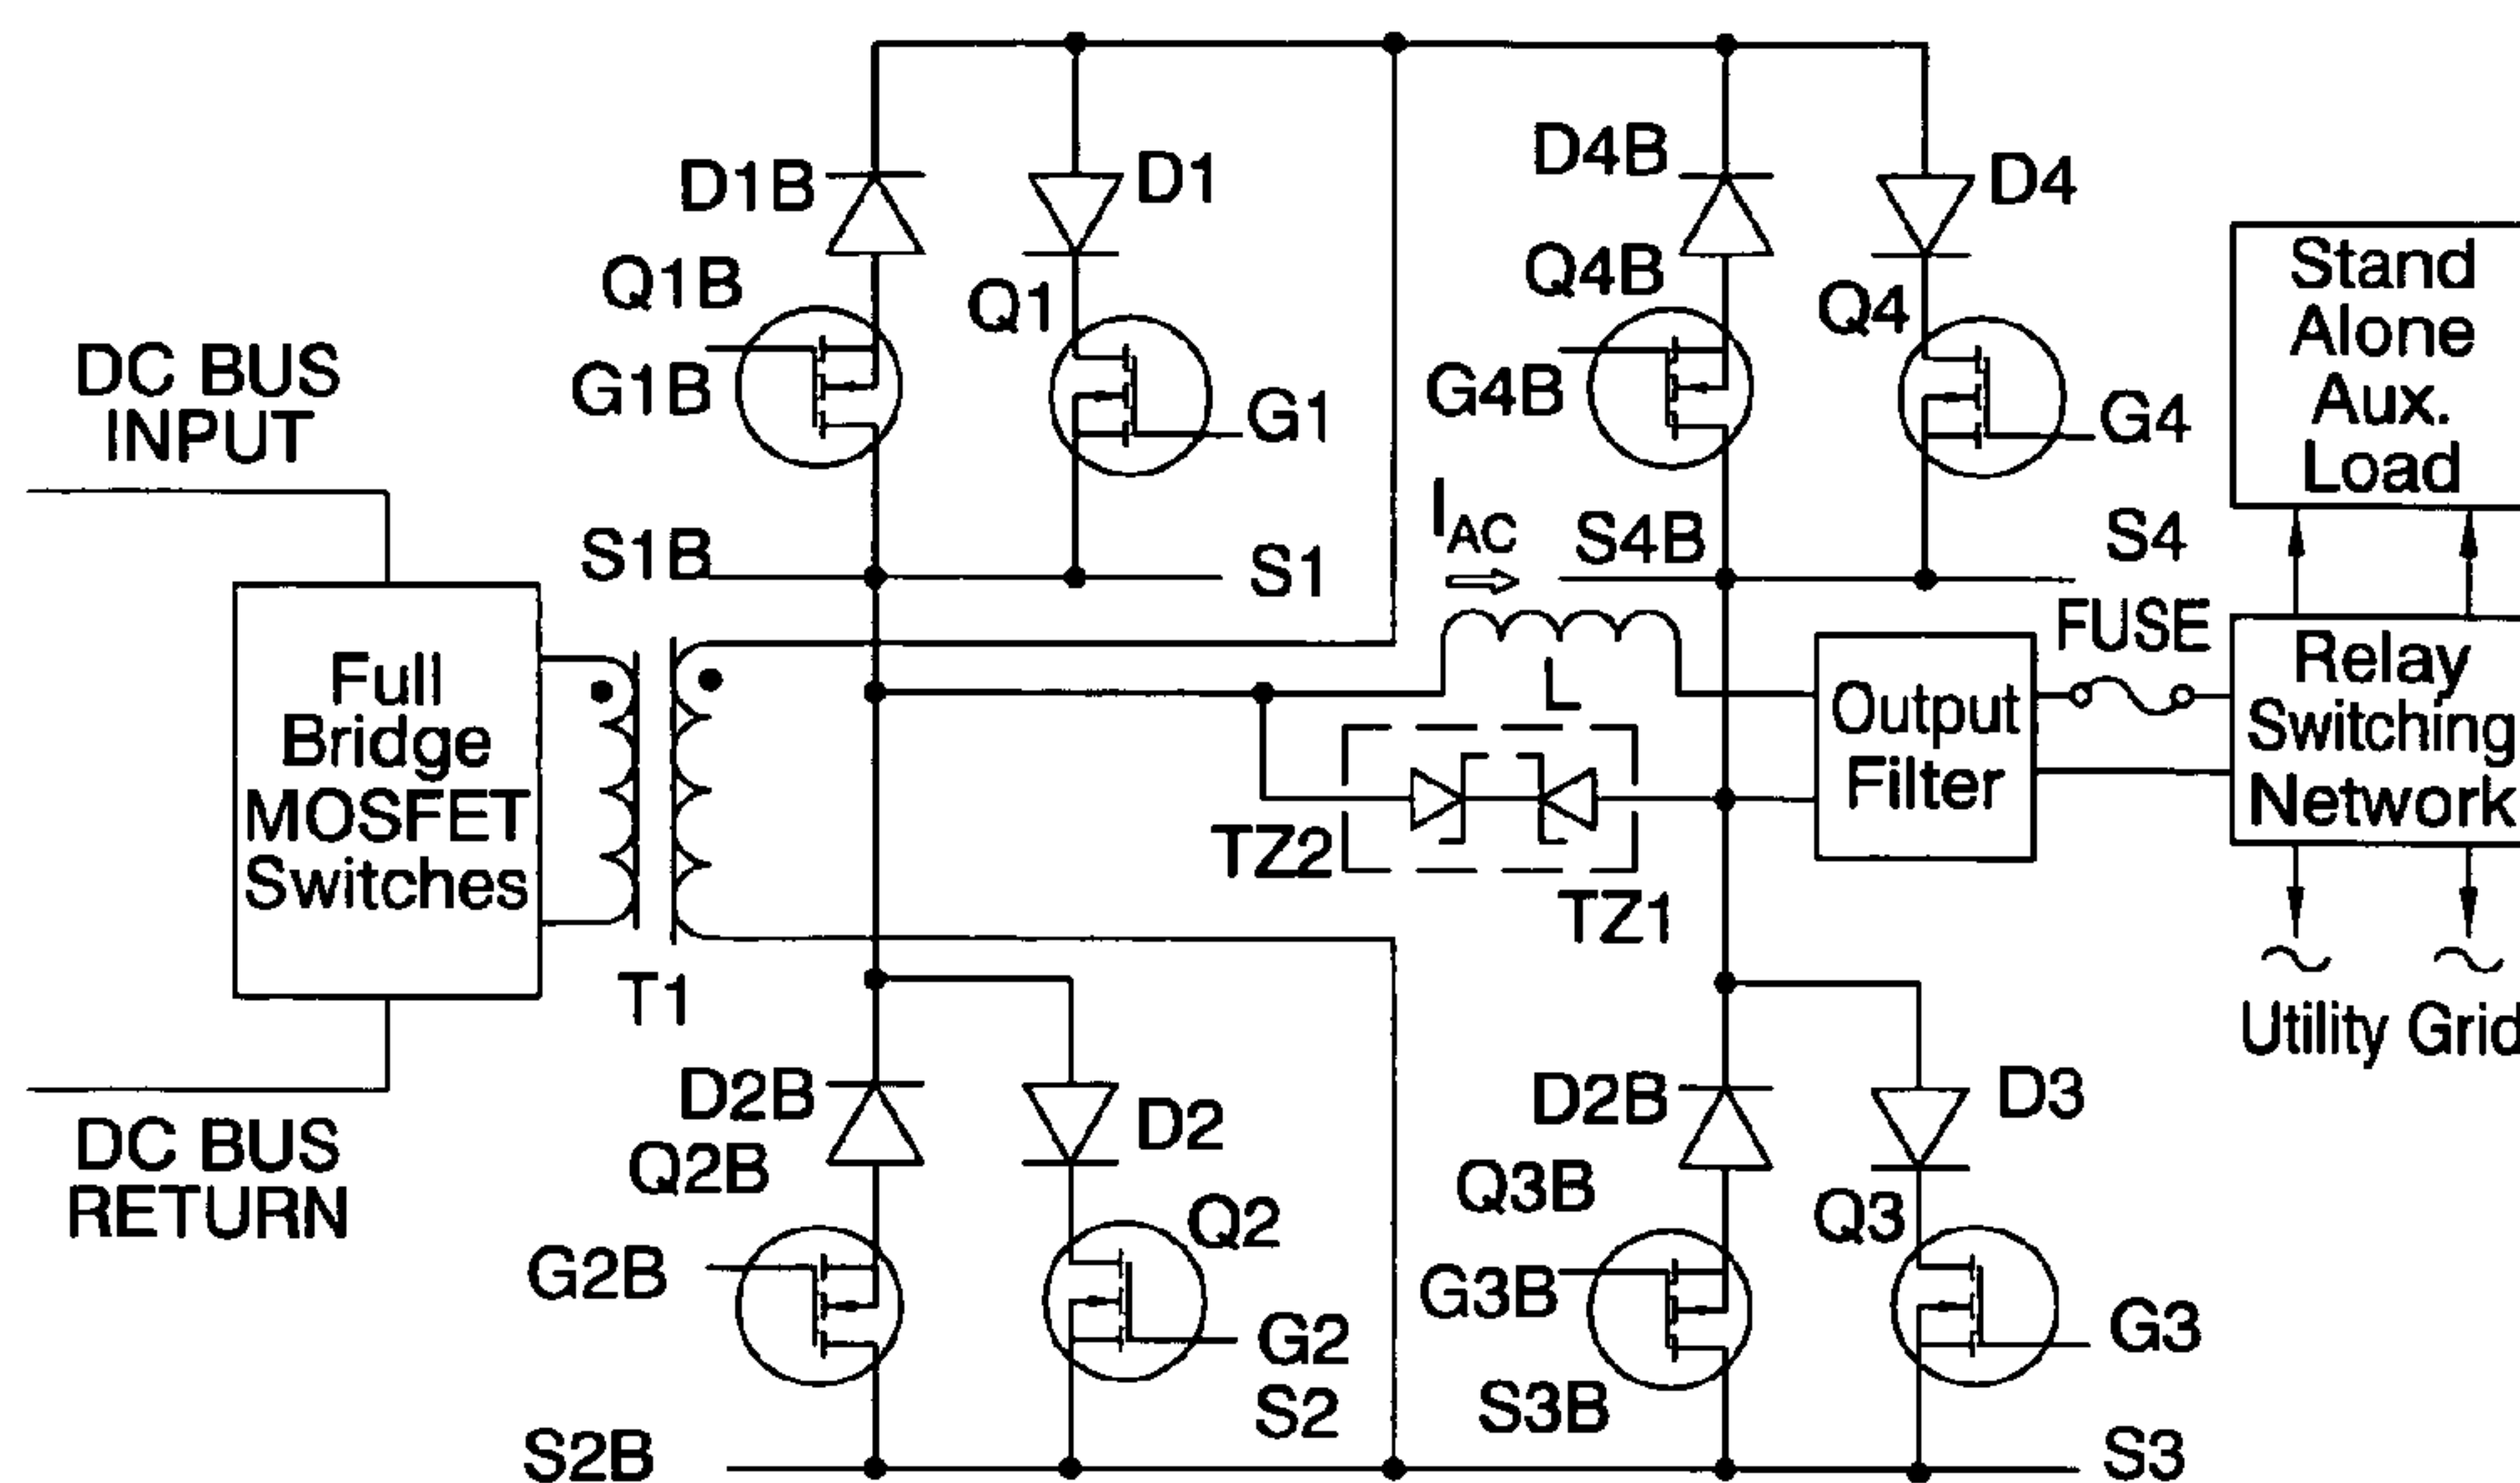 D1B
D1
D4B
D4
Q1B
Q1
Q4B
Q4
G1B
G1
G4B
G4
Stand
Alone
Aux.
Load
DC BUS
INPUT
S1B
S1
IAC
S4B
S4
FUSE
Full
Bridge
MOSFET
Switches
L
Output
Filter
Relay
Switching
Network
TZ2
TZ1
T1
Utility Grid
DC BUS
RETURN
D2B
D2
D2B
D3
Q2B
Q2
Q3B
Q3
G2B
G2
G3B
G3
S2B
S2
S3B
S3